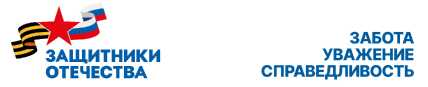 ЗАЩИТНИКИ
ОТЕЧЕСТВА
ЗАБОТА
УВАЖЕНИЕ
СПРАВЕДЛИВОСТЬ